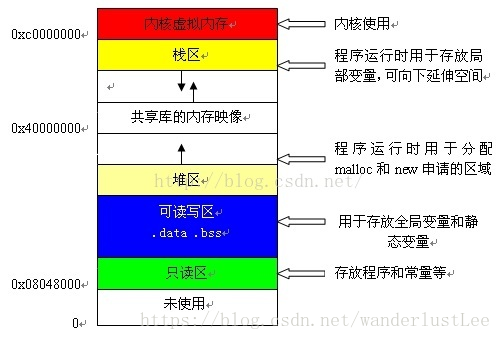 内核虚拟内存
内核使用
0xc0000000
栈区
程序运行时用于存放局
部变量,可向下延伸空间
共享库的内存映像
0x40000000
程序运行时用于分配
malloc 和 new 申请的区域
堆区
https://blog.csdn.net/
可读写区
.data .bss
用于存放全局变量和静
态变量
只读区
存放程序和常量等
0x08048000
未使用
0
https://blog.csdn.net/wanderlustLee